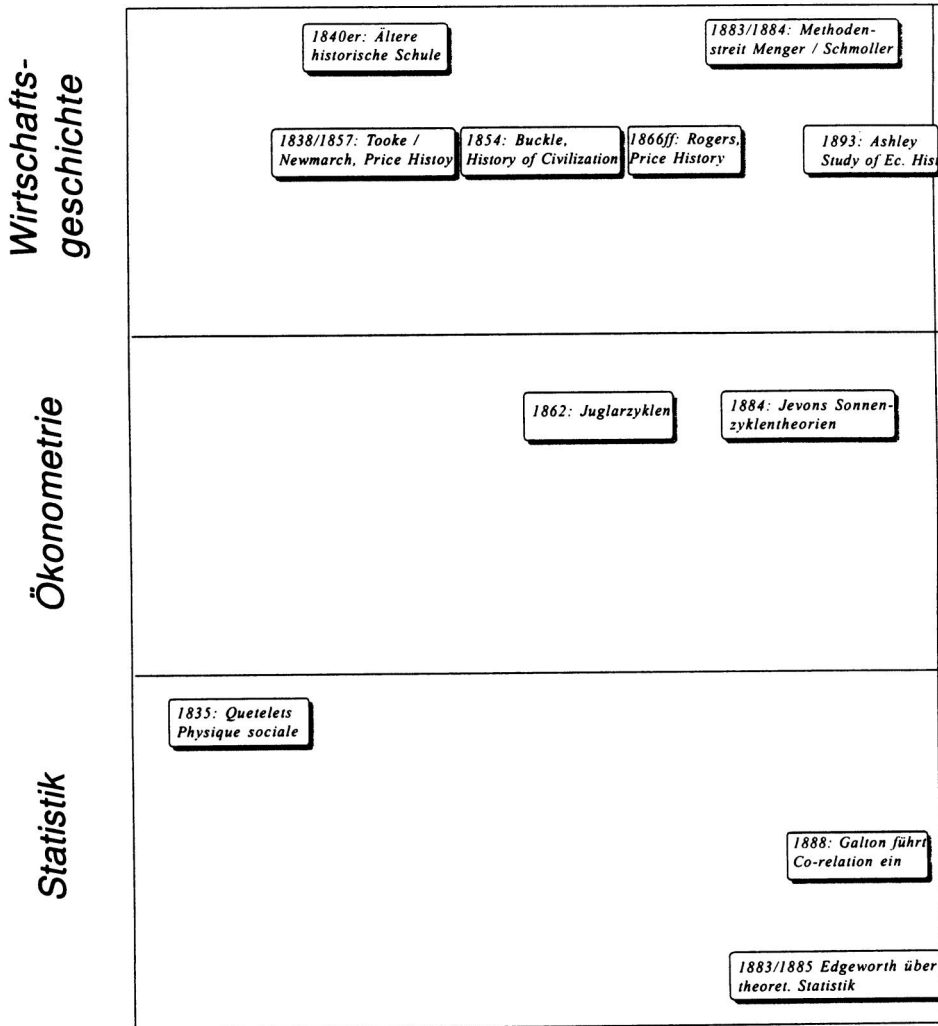 Wirtschafts-
geschichte
1840er: Ältere
historische Schule
1883/1884: Methoden-
streit Menger / Schmoller
1838/1857: Tooke /
Newmarch, Price Histoy
1854: Buckle,
History of Civilization
1866ff: Rogers,
Price History
1893: Ashley
Study of Ec. Hist
Ökonometrie
1862: Juglarzyklen
1884: Jevons Sonnen-
zyklentheorien
Statistik
1835: Quetelets
Physique sociale
1888: Galton führt
Co-relation ein
1883/1885 Edgeworth über
theoret. Statistik